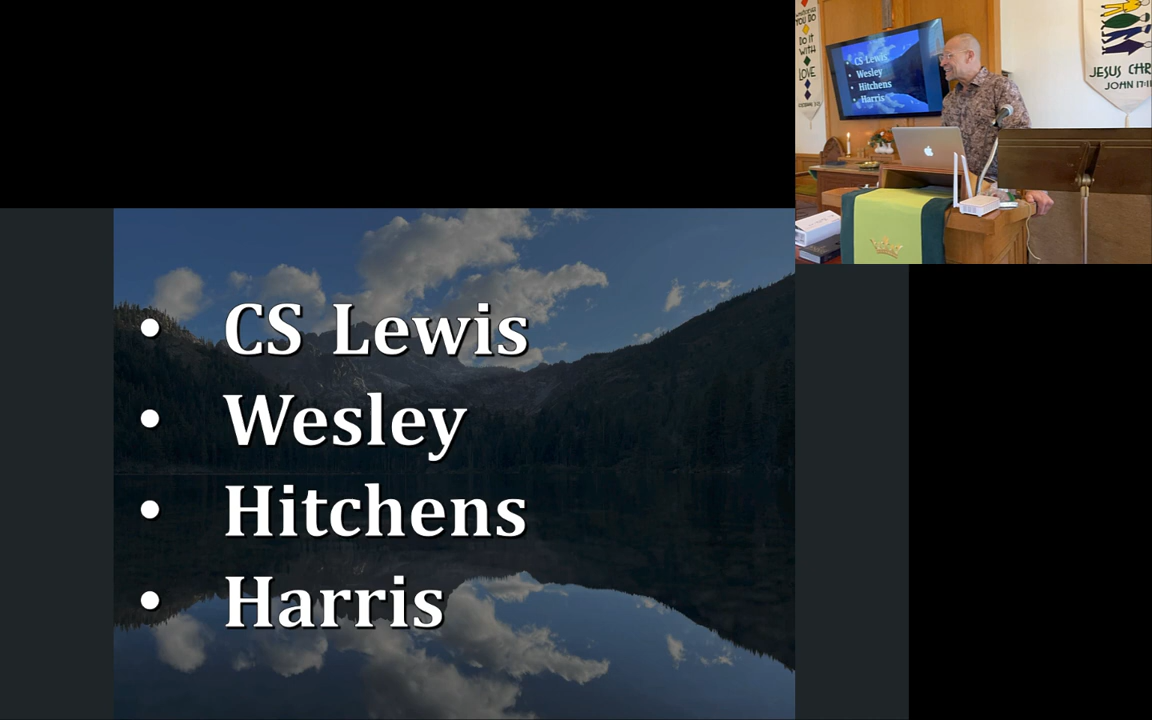 • CS Lewis
• Wesley
• Hitchens
• Harris
YOU DO
DO IT
WITH
LOVE
• CS Lewis
• Wesley
• Hitchens
• Harris
JESUS CHR
JOHN 17:1